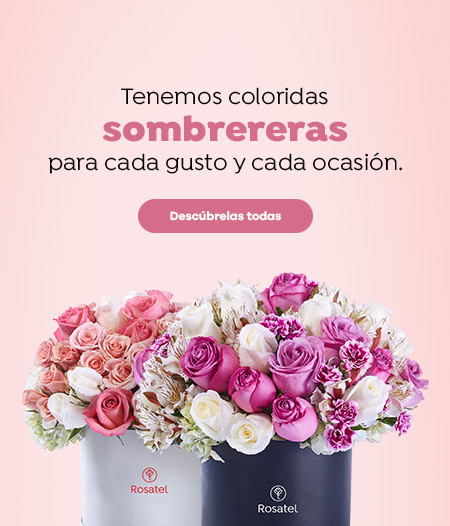 Tenemos coloridas
sombrereras
para cada gusto y cada ocasión.
Descúbrelas todas
Rosatel
Rosatel